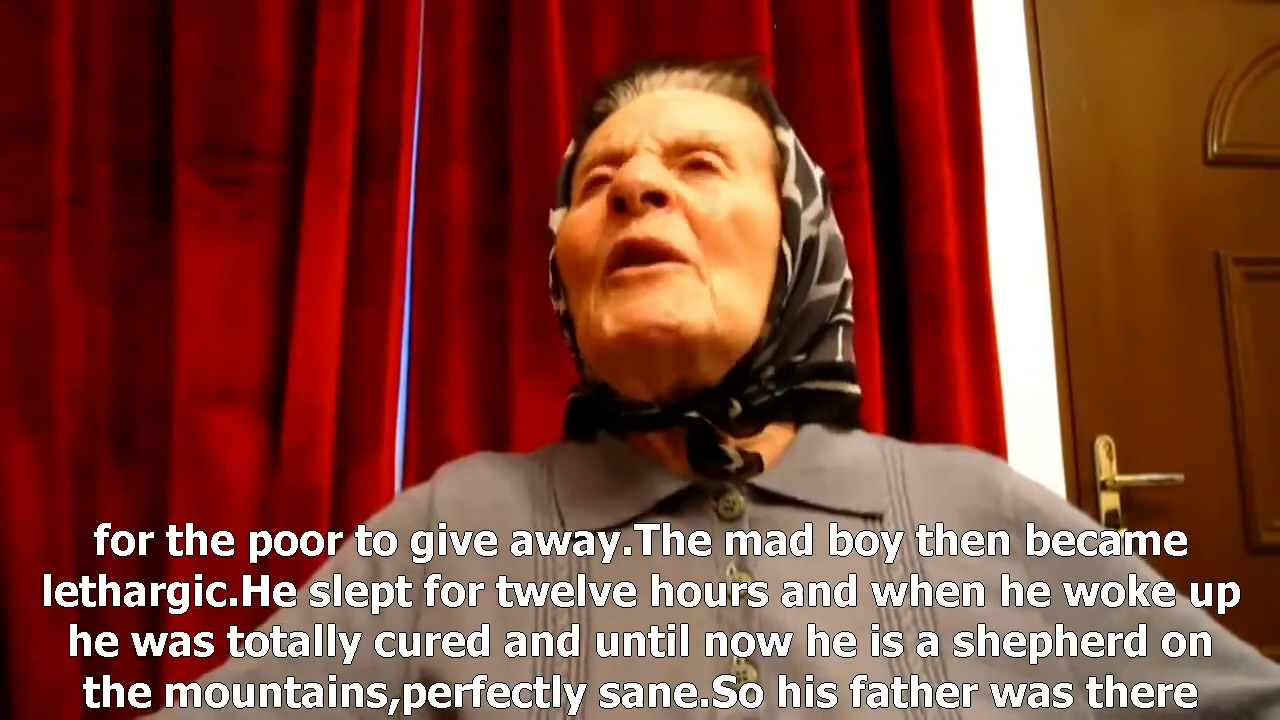 for the poor to give away.The mad boy then became
lethargic.He slept for twelve hours and when he woke up
he was totally cured and until now he is a shepherd on
the mountains,perfectly sane.So his father was there